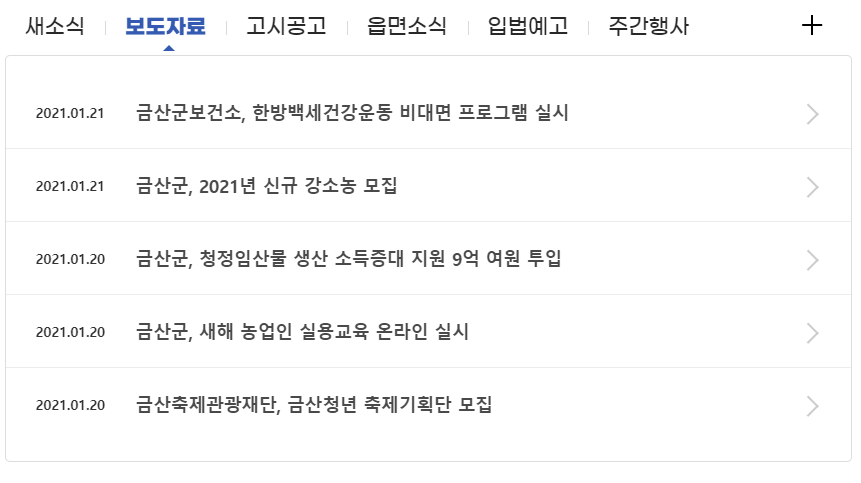 새소식 보도자료 고시공고 읍면소식 입법예고 주간행사
2021.01.21 금산군보건소, 한방백세건강운동 비대면 프로그램 실시
2021.01.21 금산군, 2021년 신규 강소농 모집
2021.01.20 금산군, 청정임산물 생산 소득증대 지원 9억 여원 투입
2021.01.20 금산군, 새해 농업인 실용교육 온라인 실시
2021.01.20 금산축제관광재단, 금산청년 축제기획단 모집